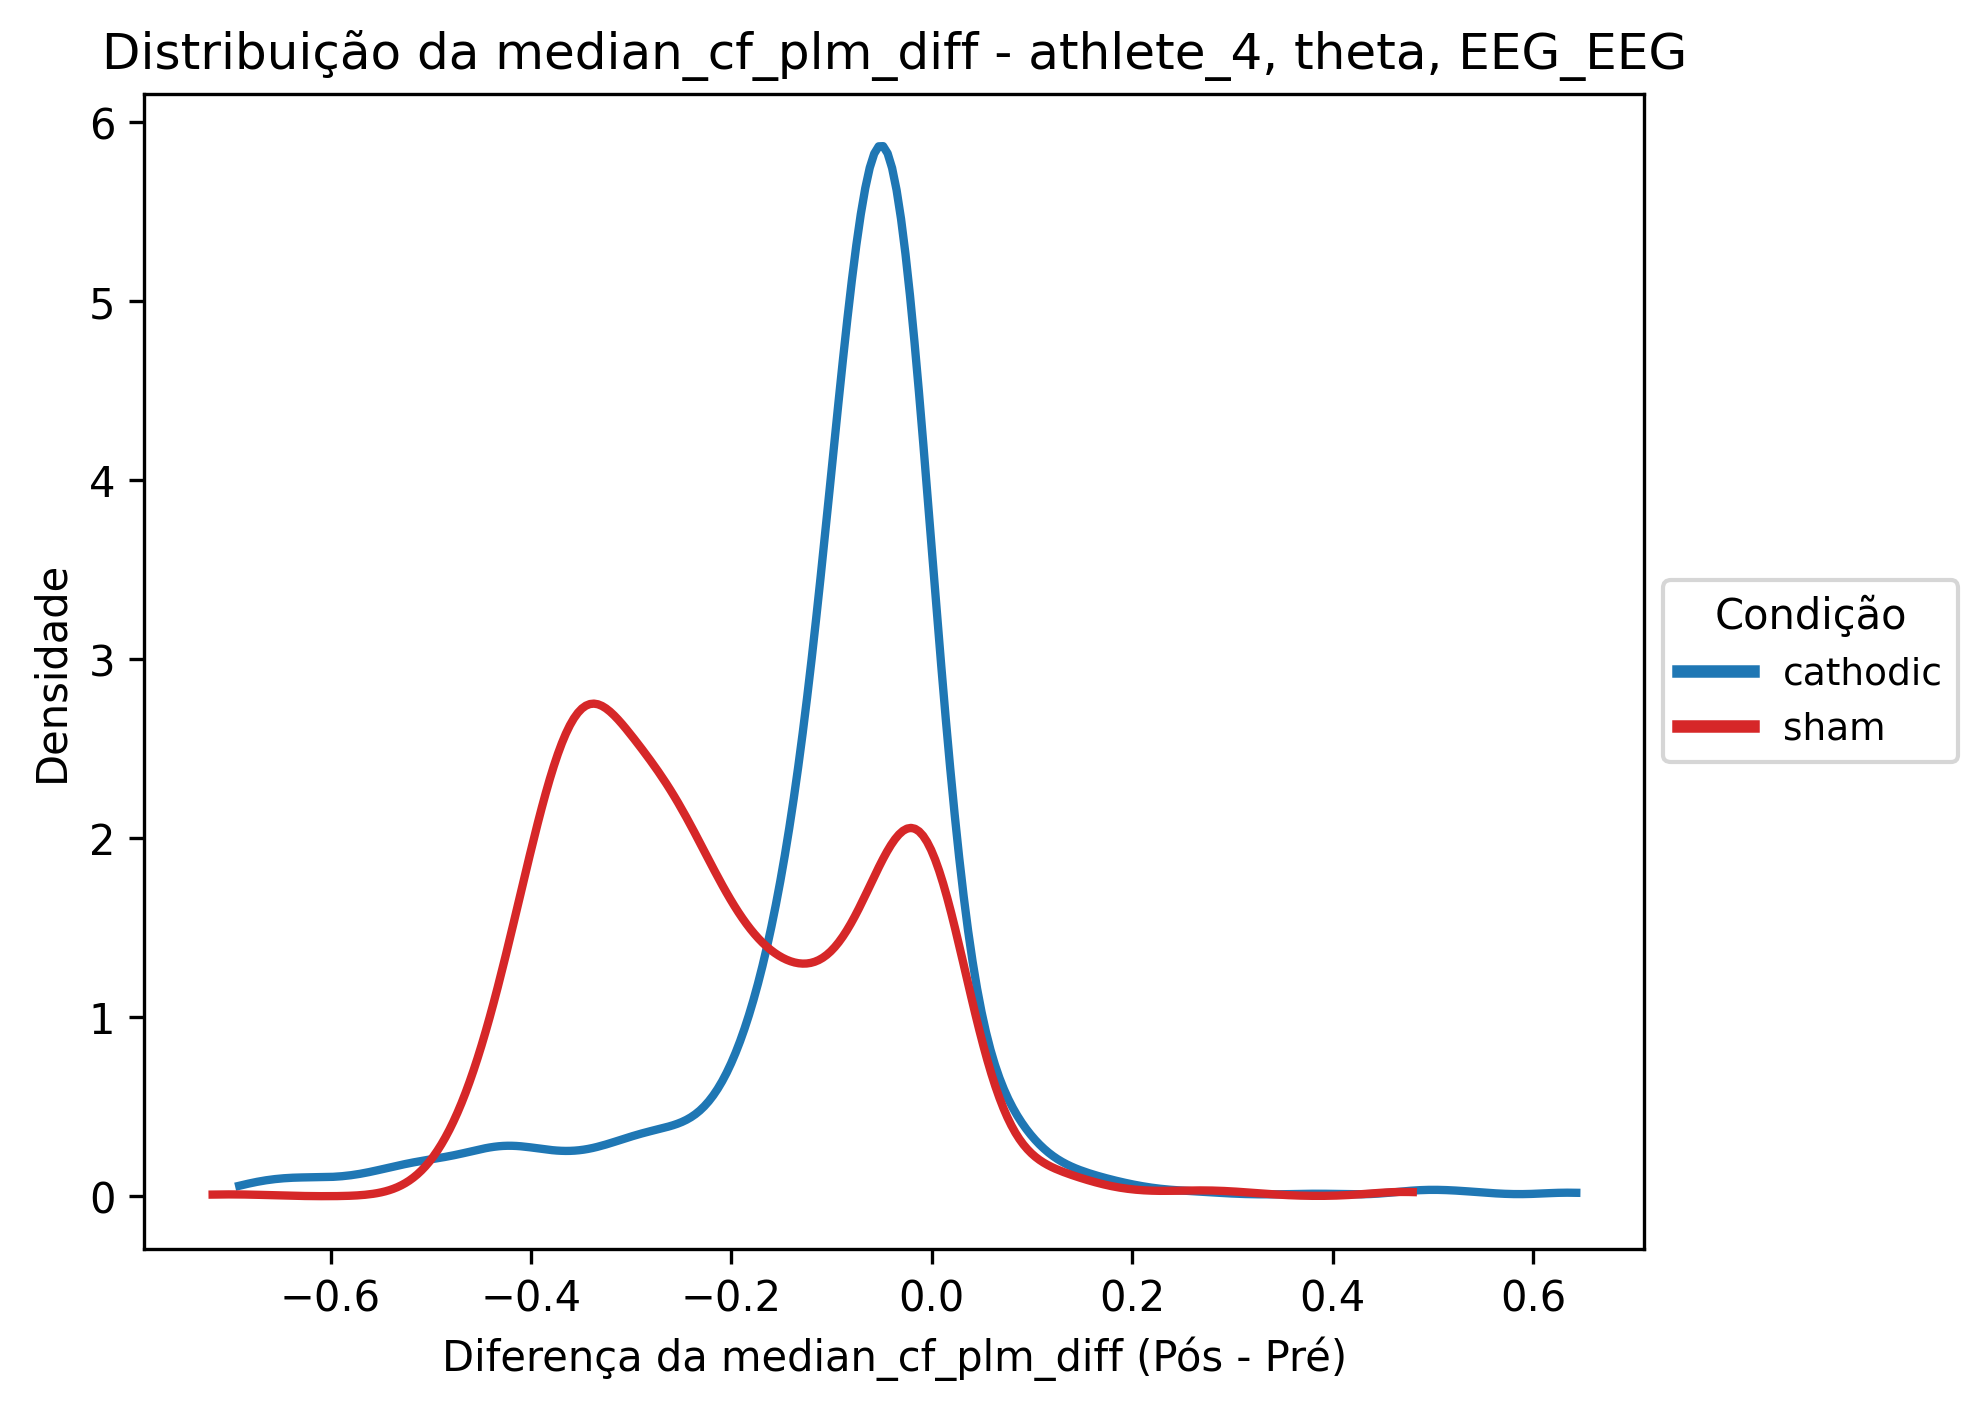 Distribuição da median_cf_plm_diff - athlete_4, theta, EEG_EEG
6
5
4
3
2
1
0
Densidade
−0.6 −0.4 −0.2 0.0 0.2 0.4 0.6
Diferença da median_cf_plm_diff (Pós - Pré)
Condição
cathodic
sham